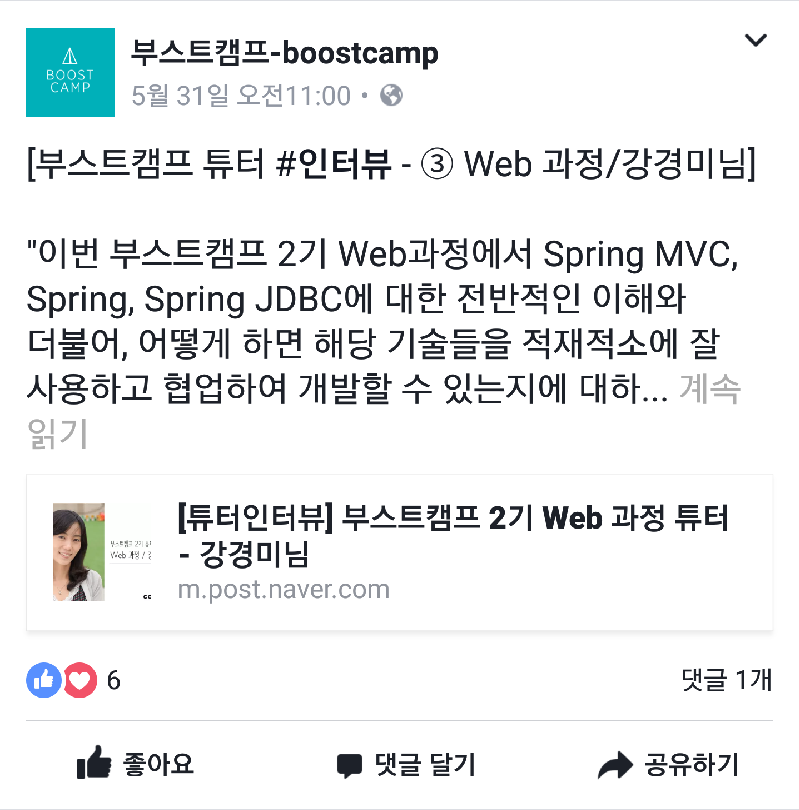 BOOST
CAMP
부스트캠프-boostcamp
5월 31일 오전11:00 •
[부스트캠프 튜터 #인터뷰 - ③ Web 과정/강경미님]
"이번 부스트캠프 2기 Web과정에서 Spring MVC,
Spring, Spring JDBC에 대한 전반적인 이해와
더불어, 어떻게 하면 해당 기술들을 적재적소에 잘
사용하고 협업하여 개발할 수 있는지에 대하... 계속
읽기
[튜터인터뷰] 부스트캠프 2기 Web 과정 튜터
- 강경미님
m.post.naver.com
부스트캠프 2기
Web 과정 /
6
댓글 1개
좋아요
댓글 달기
공유하기